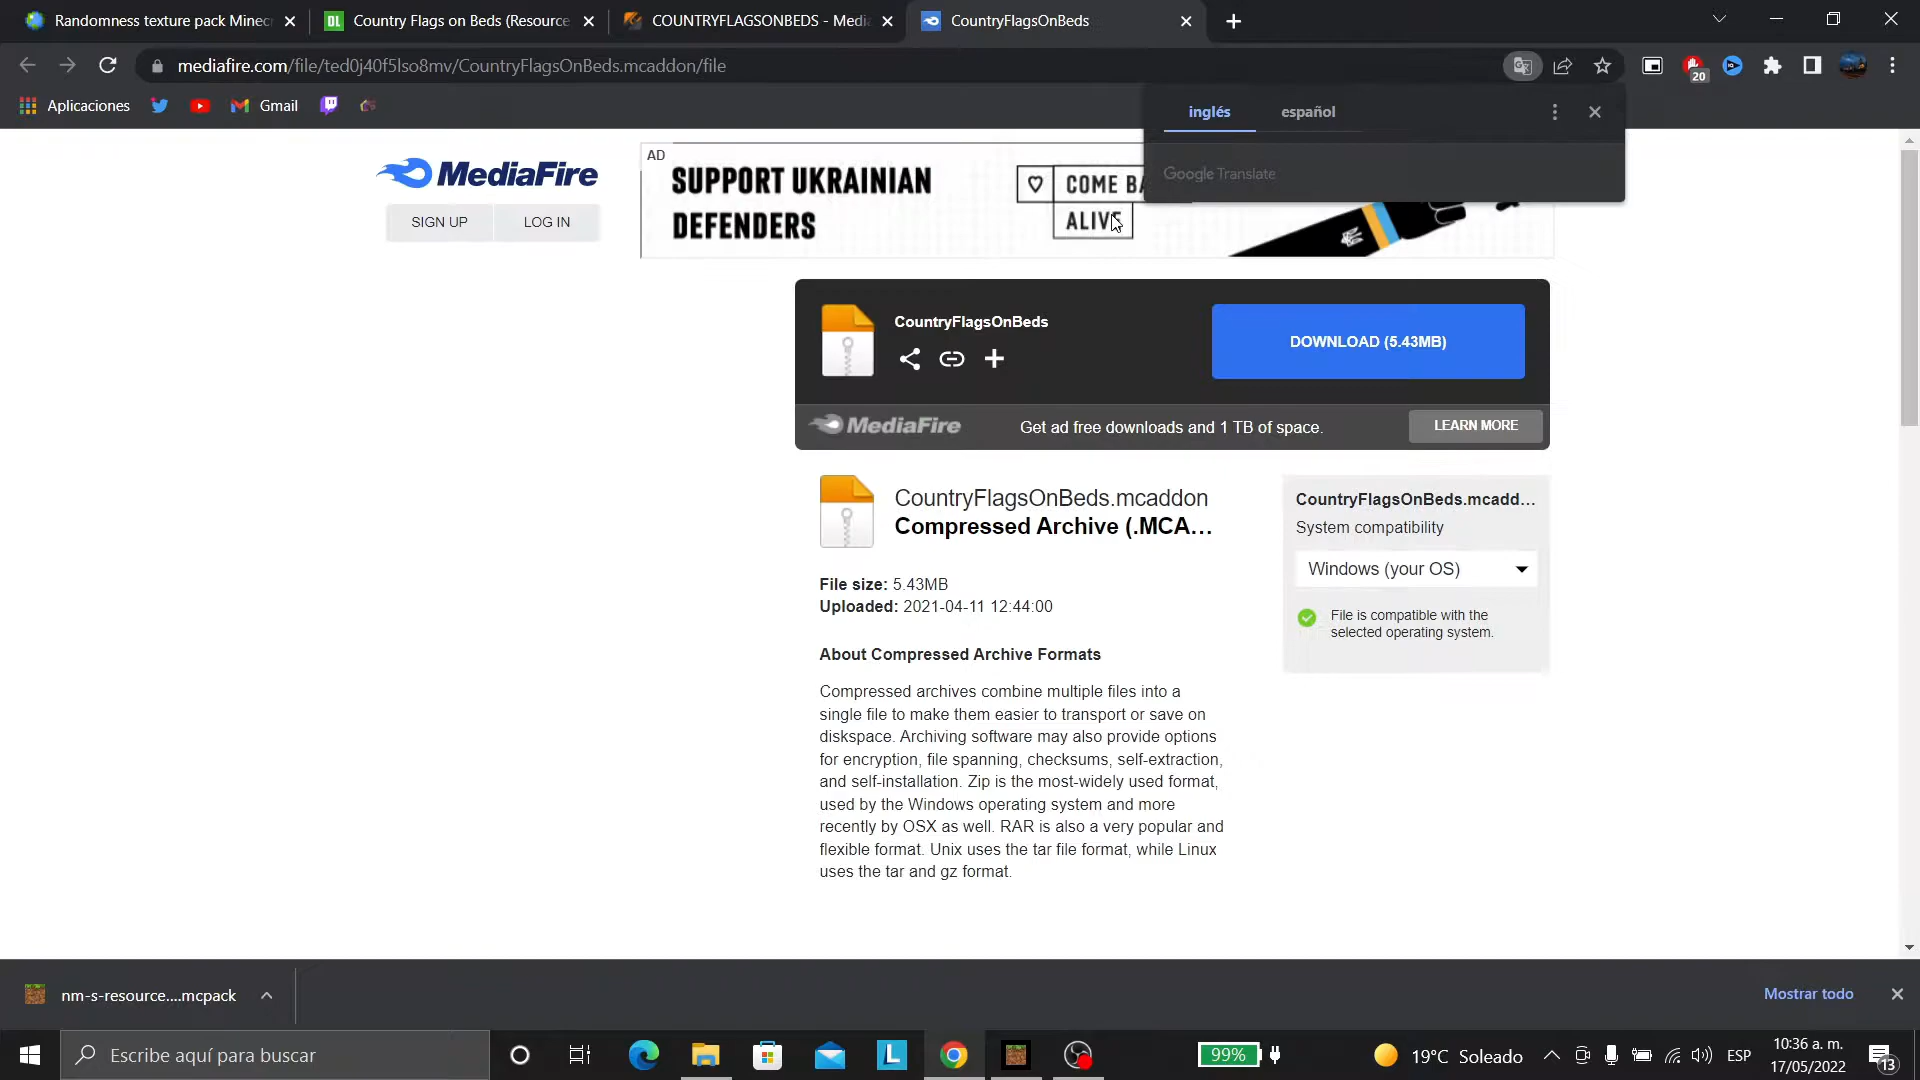 Randomness texture pack Minec
Country Flags on Beds (Resource
COUNTRYFLAGSONBEDS - Medi
CountryFlagsOnBeds
mediafire.com/file/ted0j40f5lso8mv/CountryFlagsOnBeds.mcaddon/file
20
Aplicaciones
Gmail
inglés
español
Google Translate
MediaFire
SIGN UP
LOG IN
AD
SUPPORT UKRAINIAN
DEFENDERS
COME BA
ALIVE
CountryFlagsOnBeds
DOWNLOAD (5.43MB)
MediaFire
Get ad free downloads and 1 TB of space.
LEARN MORE
CountryFlagsOnBeds.mcaddon
Compressed Archive (.MCA...
File size: 5.43MB
Uploaded: 2021-04-11 12:44:00
About Compressed Archive Formats
Compressed archives combine multiple files into a
single file to make them easier to transport or save on
diskspace. Archiving software may also provide options
for encryption, file spanning, checksums, self-extraction,
and self-installation. Zip is the most-widely used format,
used by the Windows operating system and more
recently by OSX as well. RAR is also a very popular and
flexible format. Unix uses the tar file format, while Linux
uses the tar and gz format.
CountryFlagsOnBeds.mcadd...
System compatibility
Windows (your OS)
File is compatible with the
selected operating system.
nm-s-resource....mcpack
Mostrar todo
Escribe aquí para buscar
99%
19°C Soleado
ESP
10:36 a. m.
17/05/2022
13